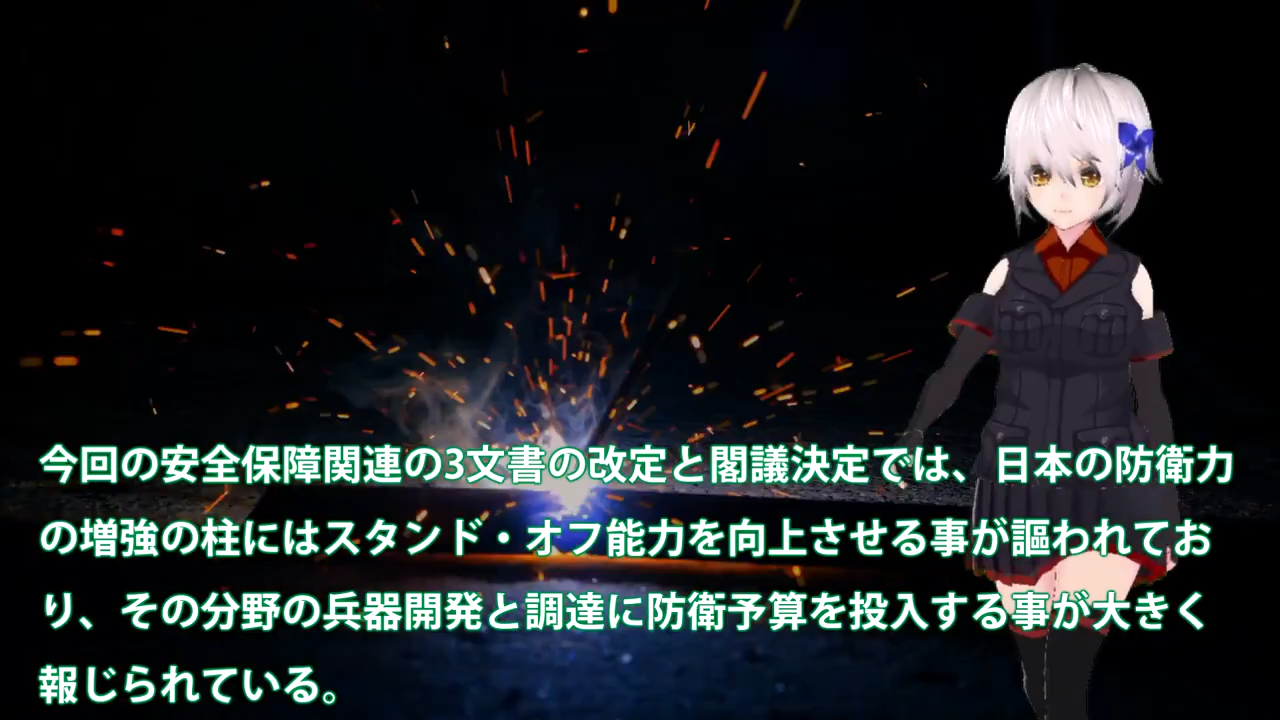 今回の安全保障関連の3文書の改定と閣議決定では、日本の防衛力
の増強の柱にはスタンド・オフ能力を向上させる事が謳われてお
り、その分野の兵器開発と調達に防衛予算を投入する事が大きく
報じられている。